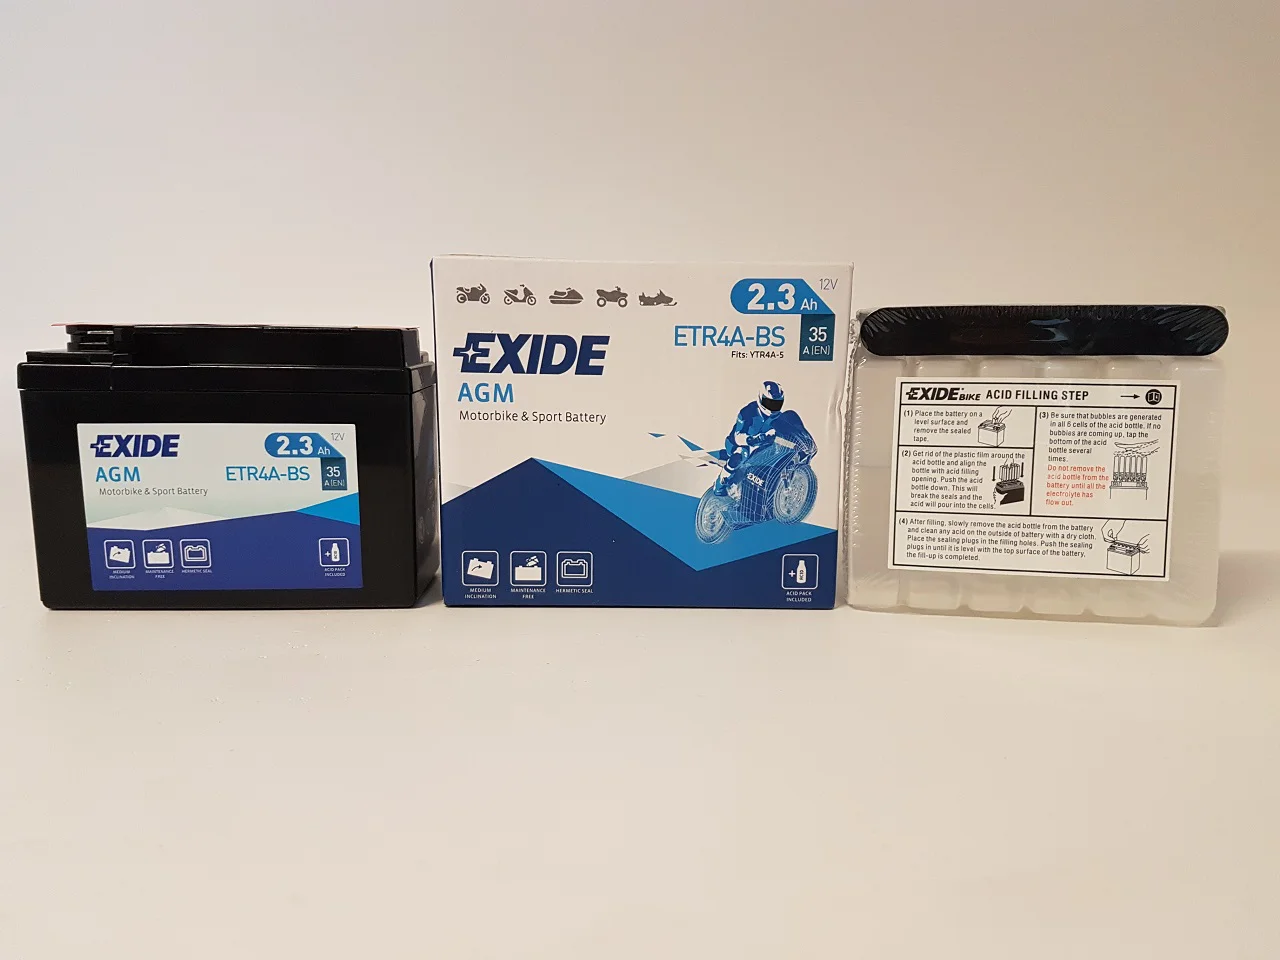 EXIDE
AGM
Motorbike & Sport Battery
2.3 Ah
12V
ETR4A-BS
35
A (EN)
MEDIUM
INCLINATION
MAINTENANCE
FREE
HERMETIC SEAL
ACID PACK
INCLUDED
2.3 Ah
12V
ETR4A-BS
Fits: YTR4A-5
35
A (EN)
EXIDE
AGM
Motorbike & Sport Battery
EXIDE
MEDIUM
INCLINATION
MAINTENANCE
FREE
HERMETIC SEAL
+
ACID
ACID PACK
INCLUDED
EXIDE BIKE ACID FILLING STEP
(1) Place the battery on a
level surface and
remove the sealed
tape.
(2) Get rid of the plastic film around the
acid bottle and align the
bottle with acid filling
opening. Push the acid
bottle down. This will
break the seals and the
acid will pour into the cells.
(3) Be sure that bubbles are generated
in all 6 cells of the acid bottle. If no
bubbles are coming up, tap the
bottom of the acid
bottle several
times.
Do not remove the
acid bottle from the
battery until all the
electrolyte has
flow out.
(4) After filling, slowly remove the acid bottle from the battery
and clean any acid on the outside of battery with a dry cloth.
Place the sealing plugs in the filling holes. Push the sealing
plugs in until it is level with the top surface of the battery,
the fill-up is completed.